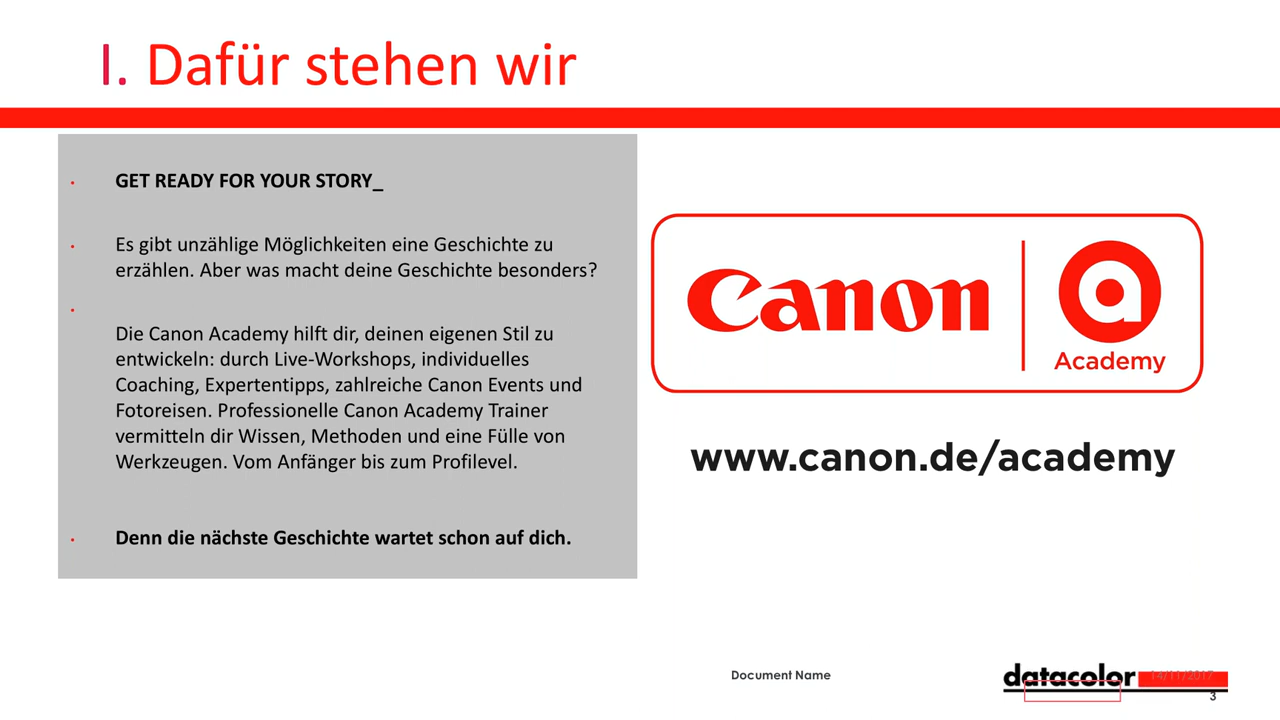 I. Dafür stehen wir
GET READY FOR YOUR STORY_
Es gibt unzählige Möglichkeiten eine Geschichte zu
erzählen. Aber was macht deine Geschichte besonders?
Die Canon Academy hilft dir, deinen eigenen Stil zu
entwickeln: durch Live-Workshops, individuelles
Coaching, Expertentipps, zahlreiche Canon Events und
Fotoreisen. Professionelle Canon Academy Trainer
vermitteln dir Wissen, Methoden und eine Fülle von
Werkzeugen. Vom Anfänger bis zum Profilevel.
Denn die nächste Geschichte wartet schon auf dich.
Canon
Academy
www.canon.de/academy
Document Name
datacolor
14/11/2017
3